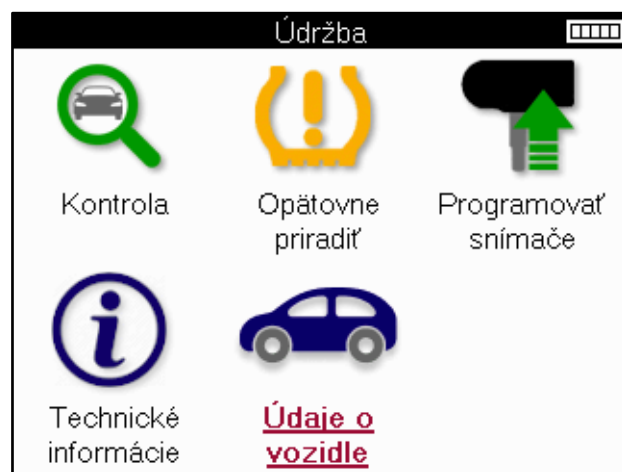 Údržba
Kontrola
Opätovne
priradiť
Programovať
snímače
Technické
informácie
Údaje o
vozidle